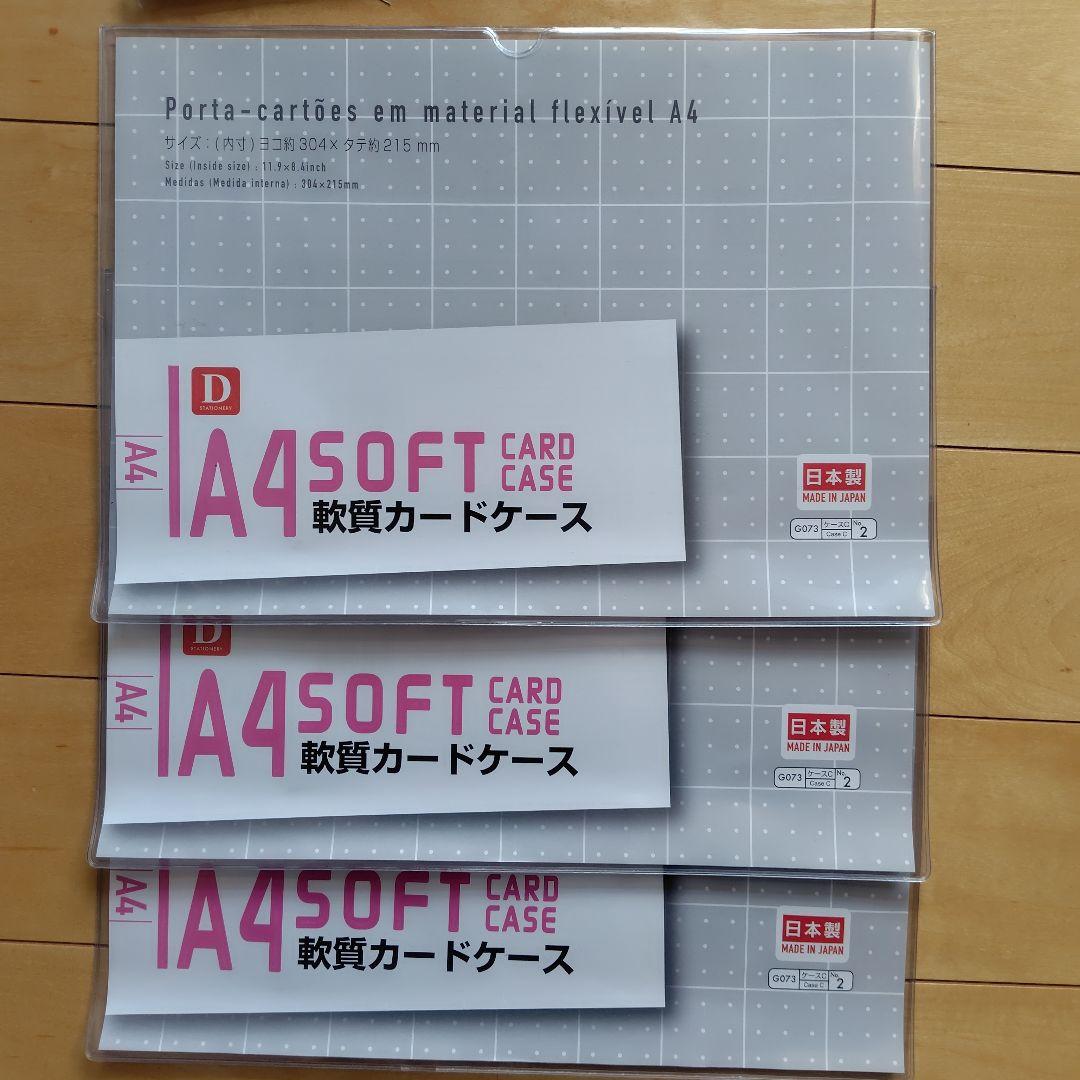 Porta-cartões em material flexível A4
サイズ：(内寸) ヨコ約304×タテ約215 mm
Size (Inside size) : 11.9×8.4inch
Medidas (Medida interna) : 304×215mm
D
STATIONERY
A4
A4 SOFT CARD CASE
軟質カードケース
日本製
MADE IN JAPAN
G073 ケースC Case C No. 2
D
STATIONERY
A4
A4 SOFT CARD CASE
軟質カードケース
日本製
MADE IN JAPAN
G073 ケースC Case C No. 2
A4
A4 SOFT CARD CASE
軟質カードケース
日本製
MADE IN JAPAN
G073 ケースC Case C No. 2